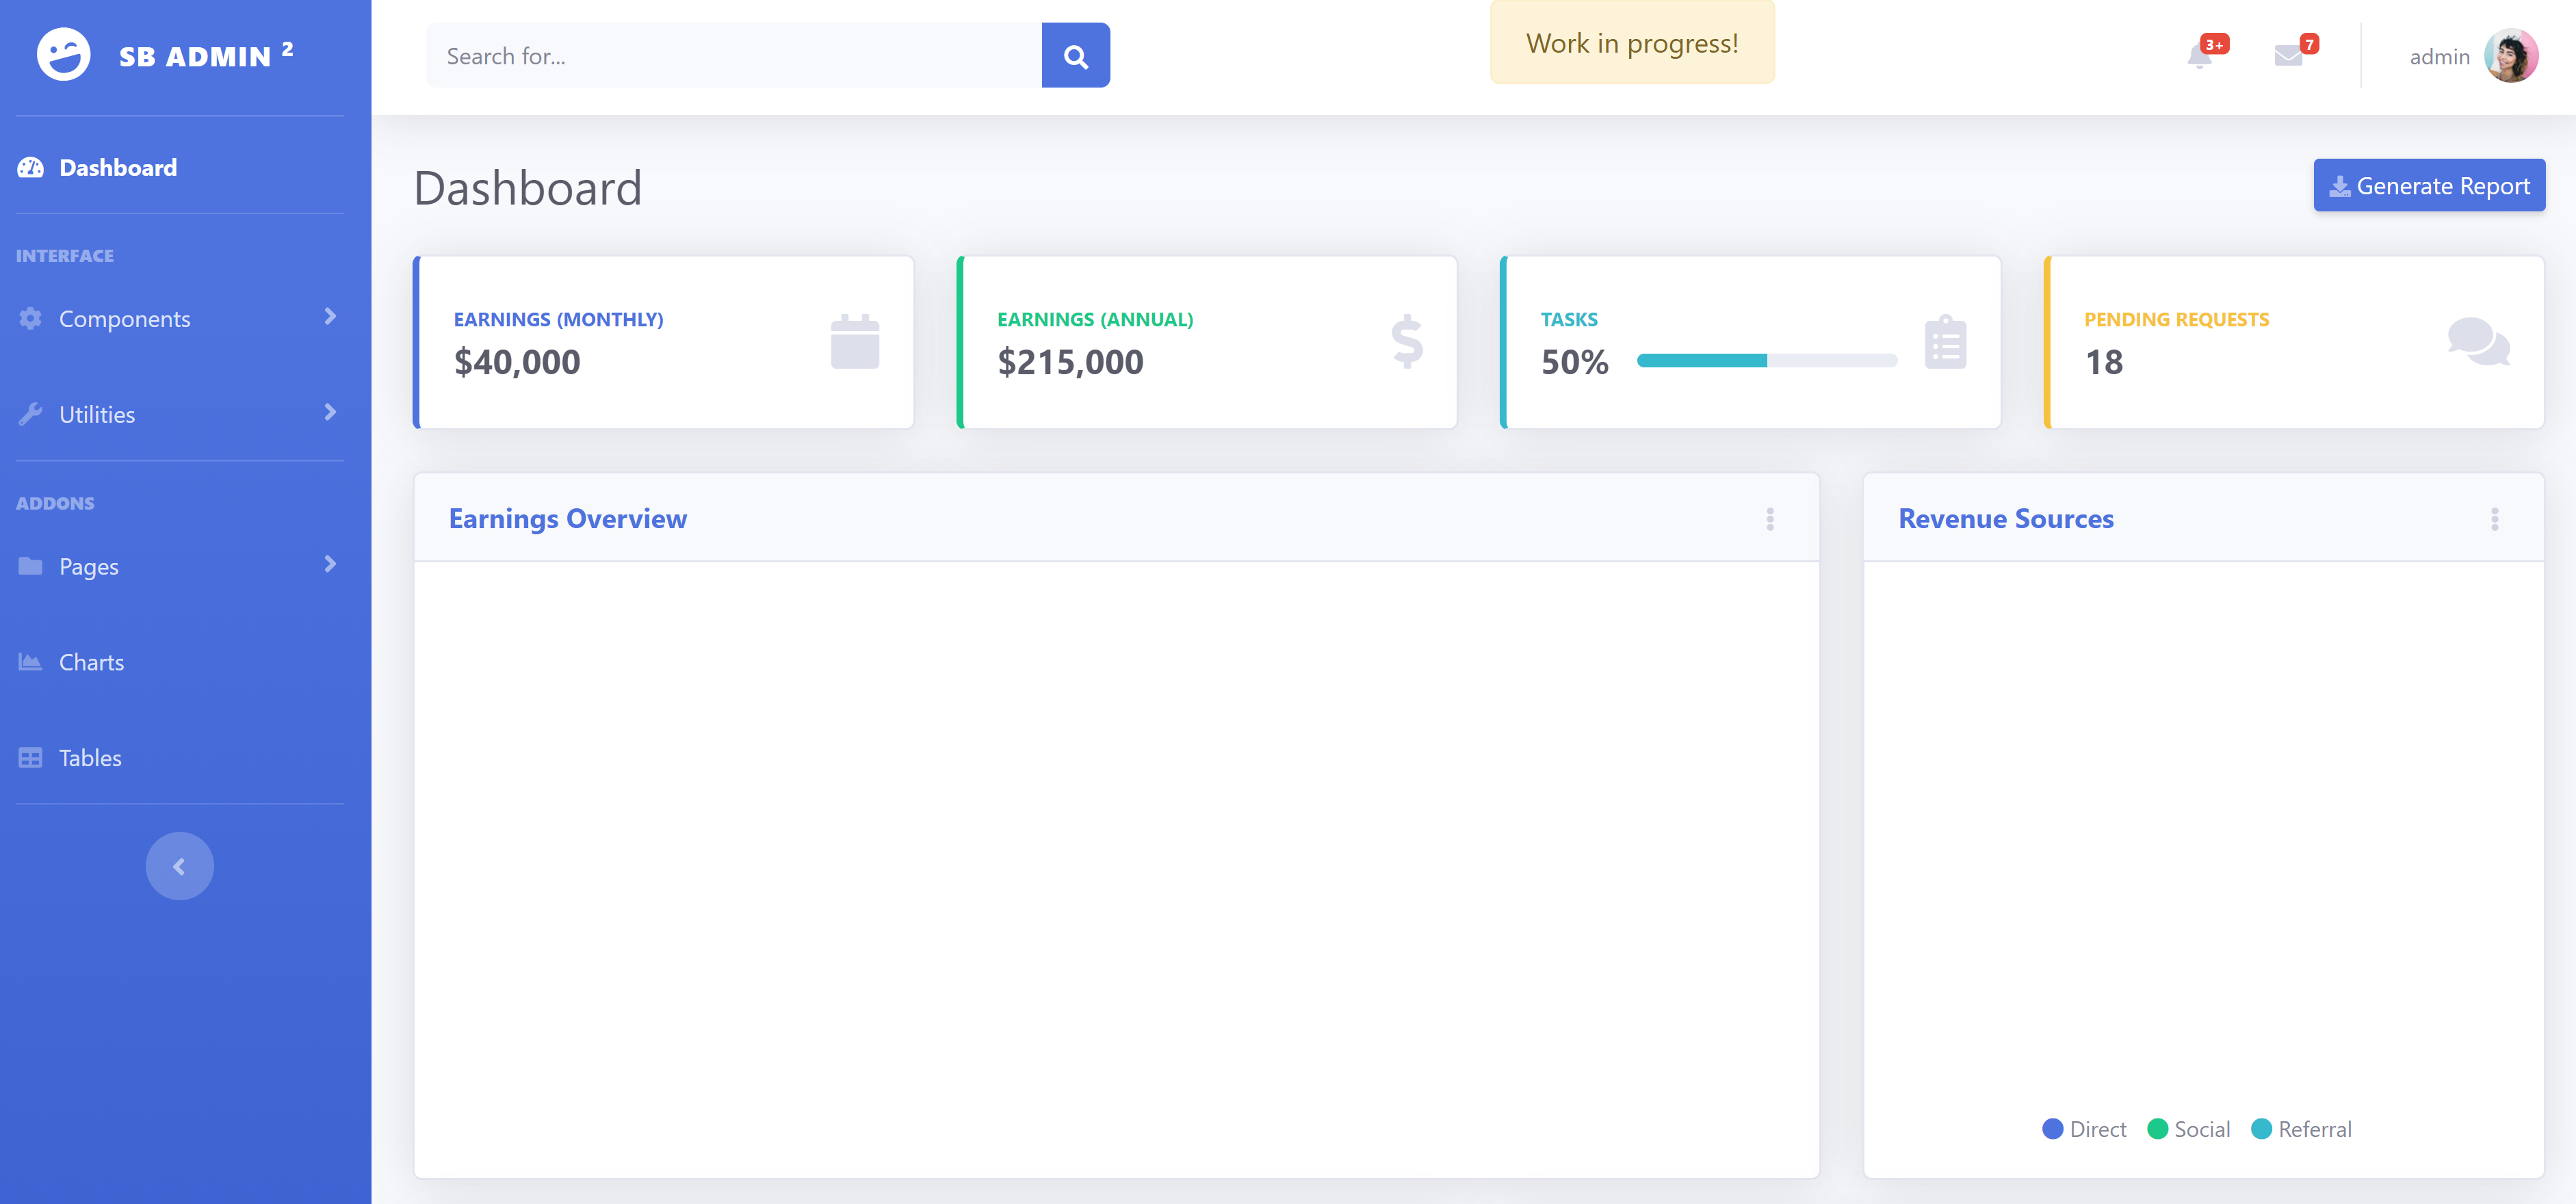 SB ADMIN 2
Search for...
Work in progress!
3+
7
admin
Dashboard
INTERFACE
Components
Utilities
ADDONS
Pages
Charts
Tables
Dashboard
Generate Report
EARNINGS (MONTHLY)
$40,000
EARNINGS (ANNUAL)
$215,000
TASKS
50%
PENDING REQUESTS
18
Earnings Overview
Revenue Sources
Direct
Social
Referral